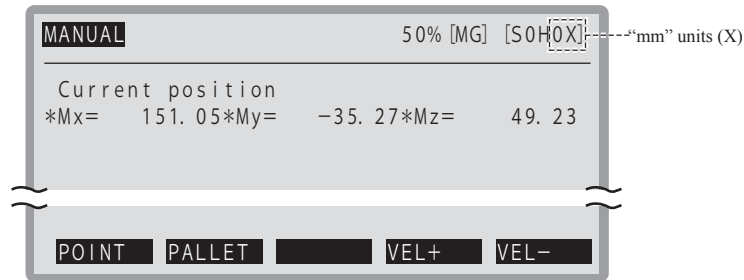 MANUAL 50% [MG] [S0H0X] “mm” units (X)
Current position
*Mx= 151.05*My= −35.27*Mz= 49.23
POINT PALLET VEL+ VEL−